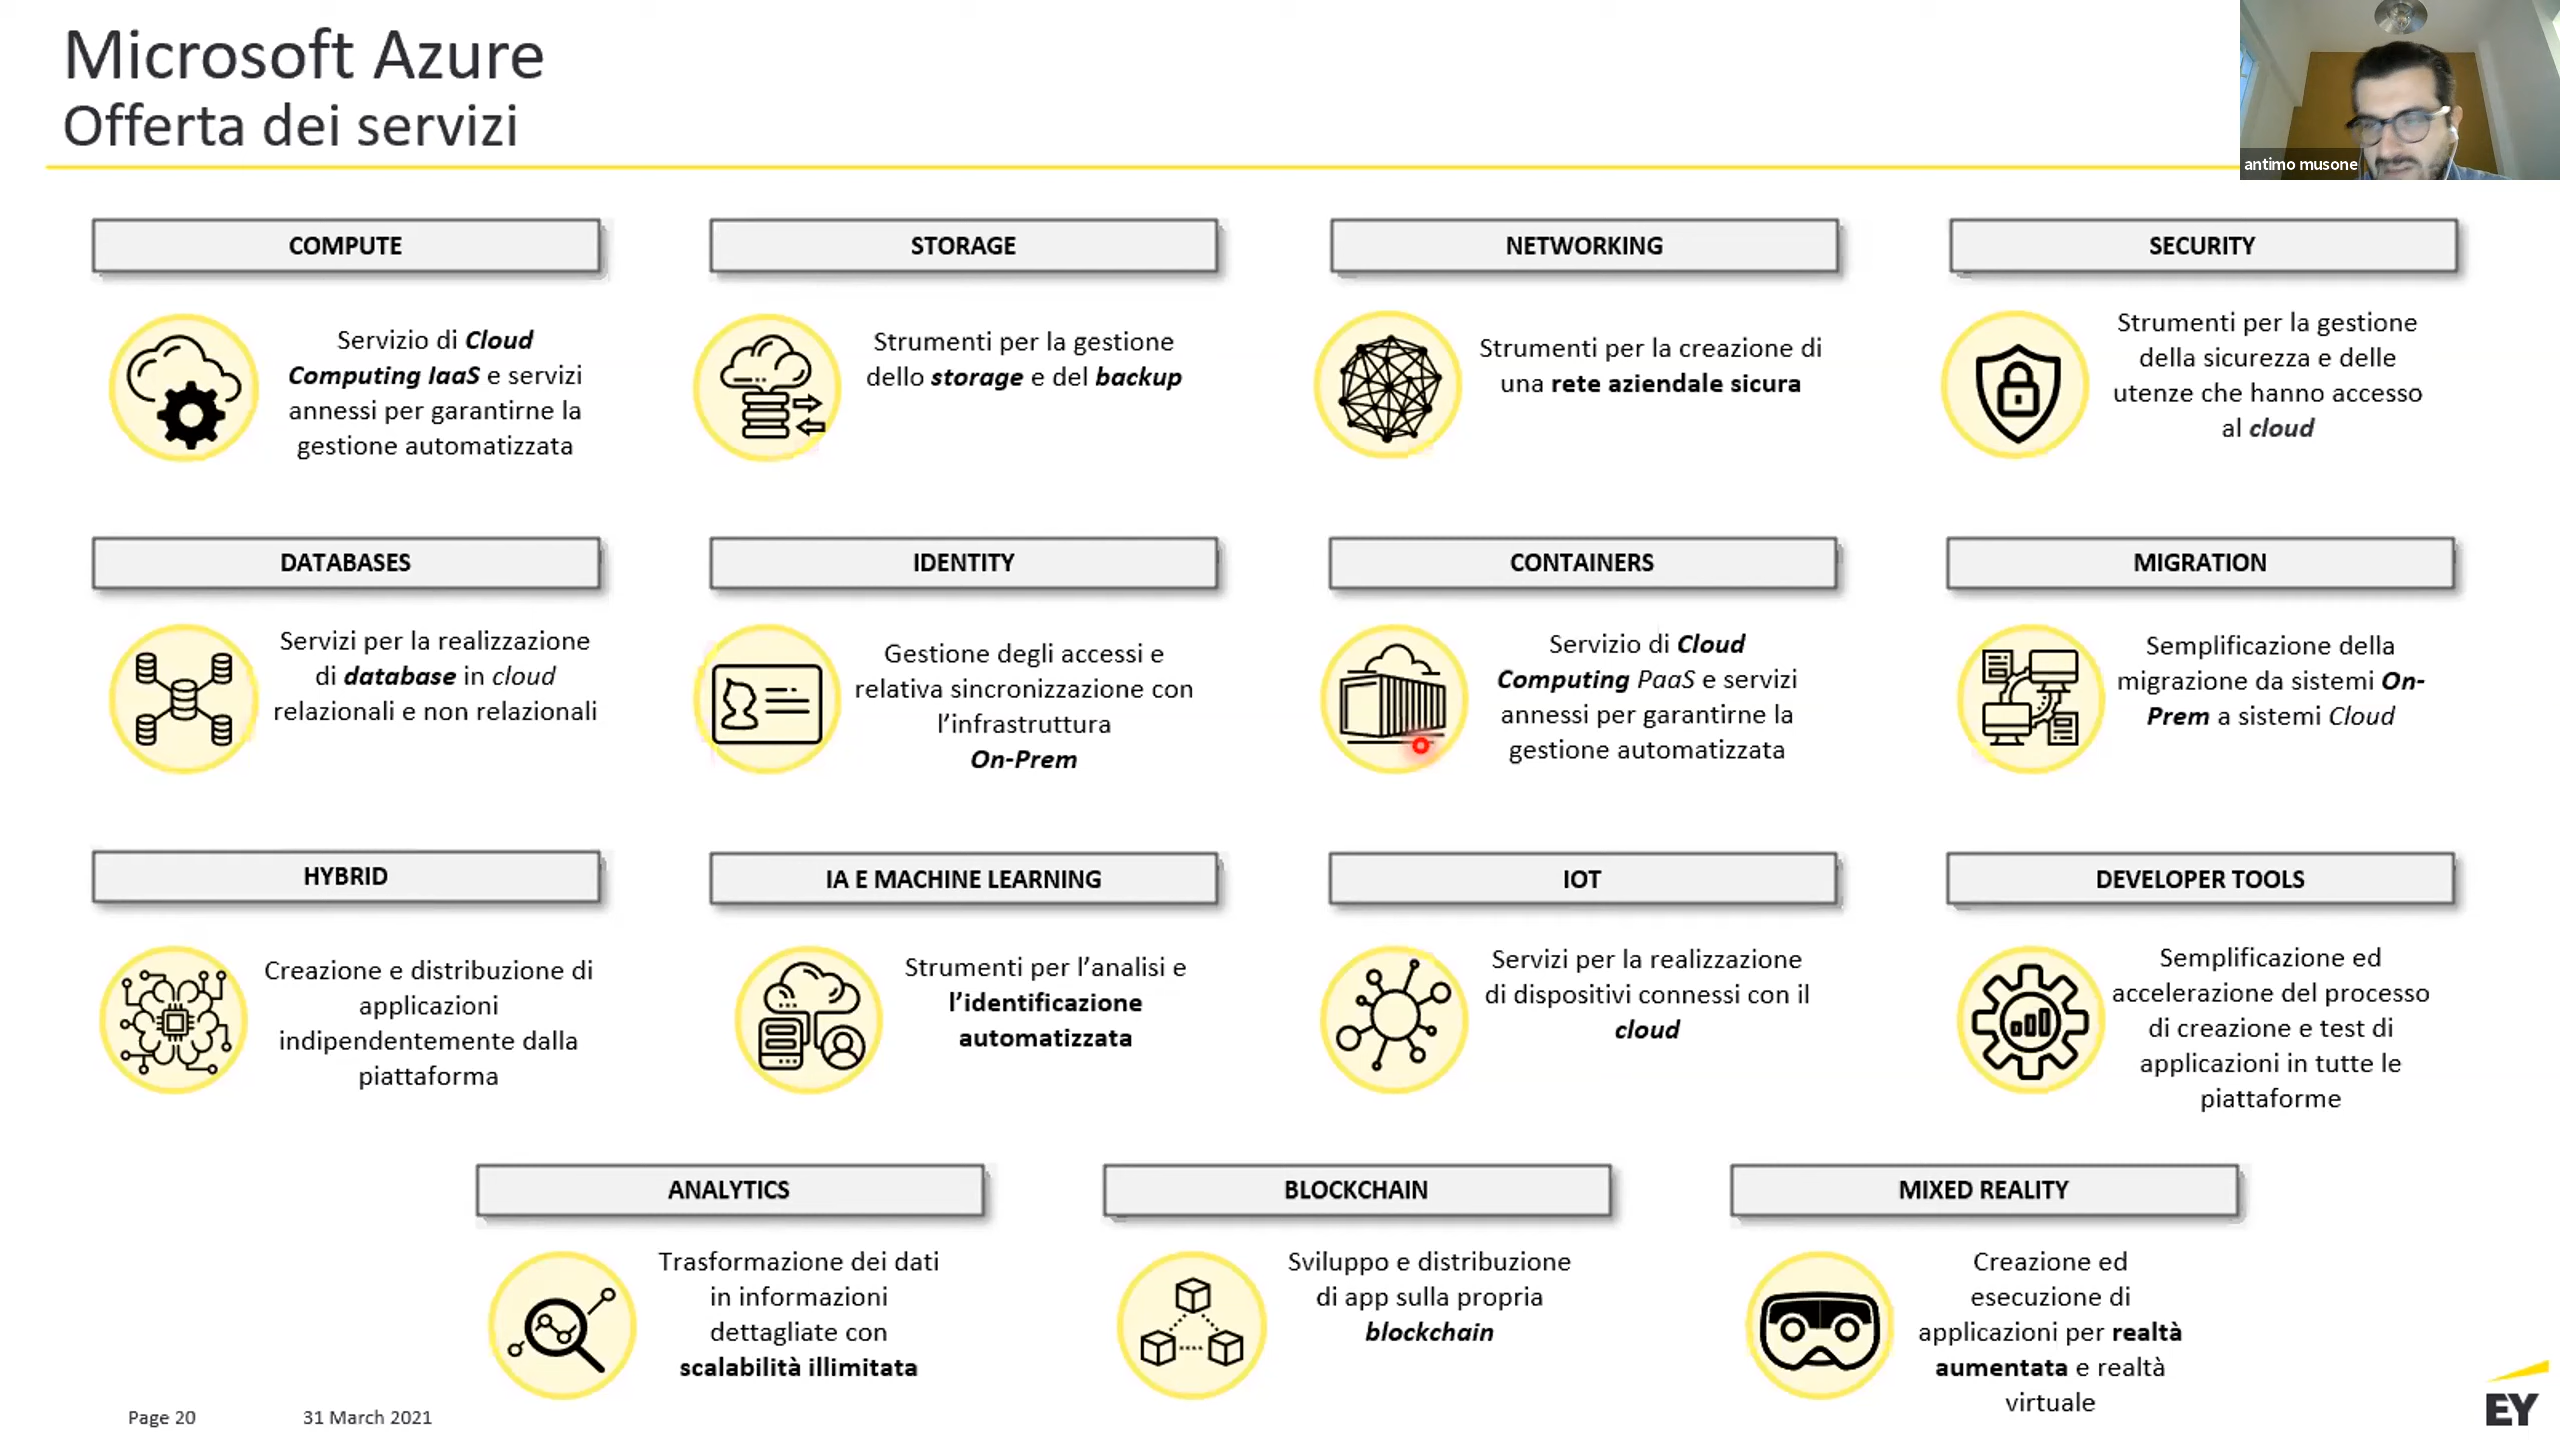 Microsoft Azure
Offerta dei servizi
antimo musone
COMPUTE
Servizio di Cloud
Computing IaaS e servizi
annessi per garantirne la
gestione automatizzata
STORAGE
Strumenti per la gestione
dello storage e del backup
NETWORKING
Strumenti per la creazione di
una rete aziendale sicura
SECURITY
Strumenti per la gestione
della sicurezza e delle
utenze che hanno accesso
al cloud
DATABASES
Servizi per la realizzazione
di database in cloud
relazionali e non relazionali
IDENTITY
Gestione degli accessi e
relativa sincronizzazione con
l'infrastruttura
On-Prem
CONTAINERS
Servizio di Cloud
Computing PaaS e servizi
annessi per garantirne la
gestione automatizzata
MIGRATION
Semplificazione della
migrazione da sistemi On-
Prem a sistemi Cloud
HYBRID
Creazione e distribuzione di
applicazioni
indipendentemente dalla
piattaforma
IA E MACHINE LEARNING
Strumenti per l'analisi e
l'identificazione
automatizzata
IOT
Servizi per la realizzazione
di dispositivi connessi con il
cloud
DEVELOPER TOOLS
Semplificazione ed
accelerazione del processo
di creazione e test di
applicazioni in tutte le
piattaforme
ANALYTICS
Trasformazione dei dati
in informazioni
dettagliate con
scalabilità illimitata
BLOCKCHAIN
Sviluppo e distribuzione
di app sulla propria
blockchain
MIXED REALITY
Creazione ed
esecuzione di
applicazioni per realtà
aumentata e realtà
virtuale
Page 20
31 March 2021
EY